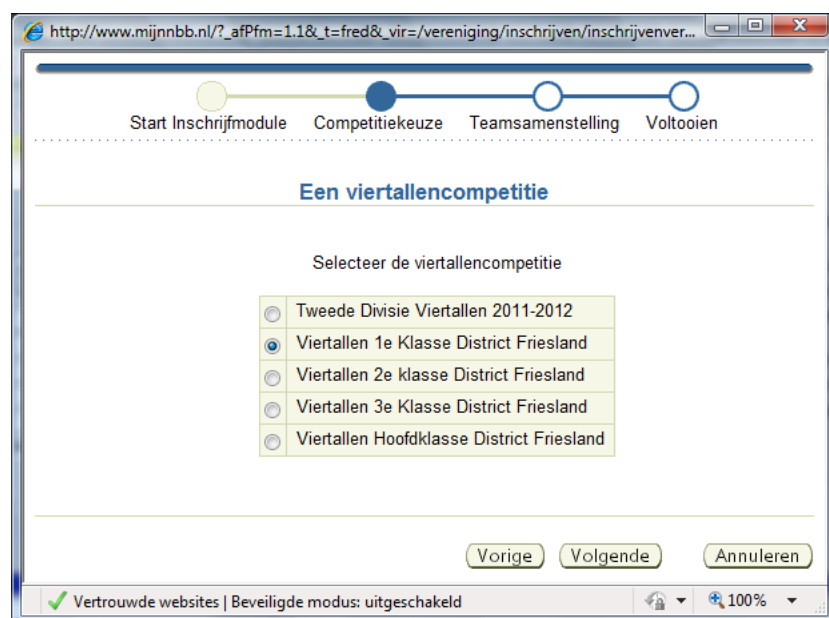 http://www.mijnnbb.nl/?_afPfm=1.1&_t=fred&_vir=/vereniging/inschrijven/inschrijvenver...
Start Inschrijfmodule Competitiekeuze Teamsamenstelling Voltooien
Een viertallencompetitie
Selecteer de viertallencompetitie
Tweede Divisie Viertallen 2011-2012
Viertallen 1e Klasse District Friesland
Viertallen 2e klasse District Friesland
Viertallen 3e Klasse District Friesland
Viertallen Hoofdklasse District Friesland
Vorige Volgende Annuleren
Vertrouwde websites | Beveiligde modus: uitgeschakeld 100%